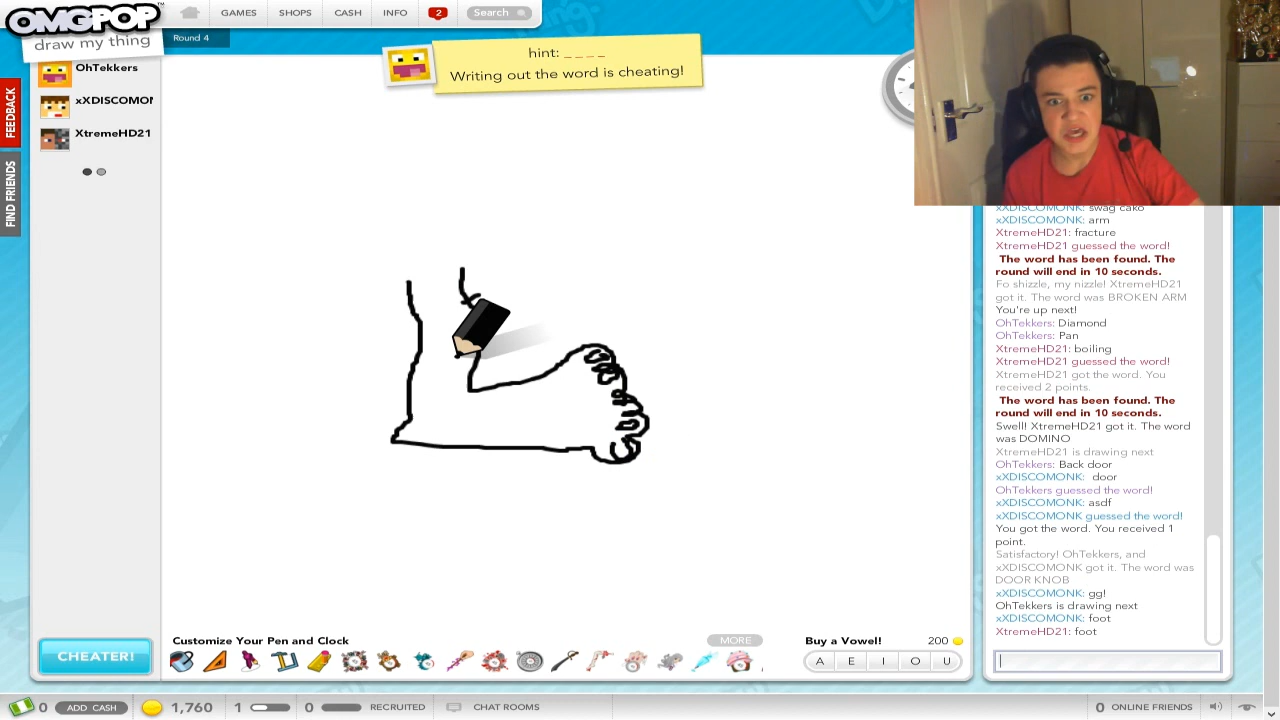 OMGPOP
draw my thing
GAMES
SHOPS
CASH
INFO
2
Search
Round 4
FEEDBACK
FIND FRIENDS
OhTekkers
xXDISCOMON
XtremeHD21
hint: _ _ _ _
Writing out the word is cheating!
xXDISCOMONK: swag cako
xXDISCOMONK: arm
XtremeHD21: fracture
XtremeHD21 guessed the word!
The word has been found. The
round will end in 10 seconds.
Fo shizzle, my nizzle! XtremeHD21
got it. The word was BROKEN ARM
You're up next!
OhTekkers: Diamond
OhTekkers: Pan
XtremeHD21: boiling
XtremeHD21 guessed the word!
XtremeHD21 got the word. You
received 2 points.
The word has been found. The
round will end in 10 seconds.
Swell! XtremeHD21 got it. The word
was DOMINO
XtremeHD21 is drawing next
OhTekkers: Back door
xXDISCOMONK: door
OhTekkers guessed the word!
xXDISCOMONK: asdf
xXDISCOMONK guessed the word!
You got the word. You received 1
point.
Satisfactory! OhTekkers, and
xXDISCOMONK got it. The word was
DOOR KNOB
xXDISCOMONK: gg!
OhTekkers is drawing next
xXDISCOMONK: foot
XtremeHD21: foot
CHEATER!
Customize Your Pen and Clock
MORE
Buy a Vowel!
200
A E I O U
0
ADD CASH
1,760
1
0
RECRUITED
CHAT ROOMS
0 ONLINE FRIENDS